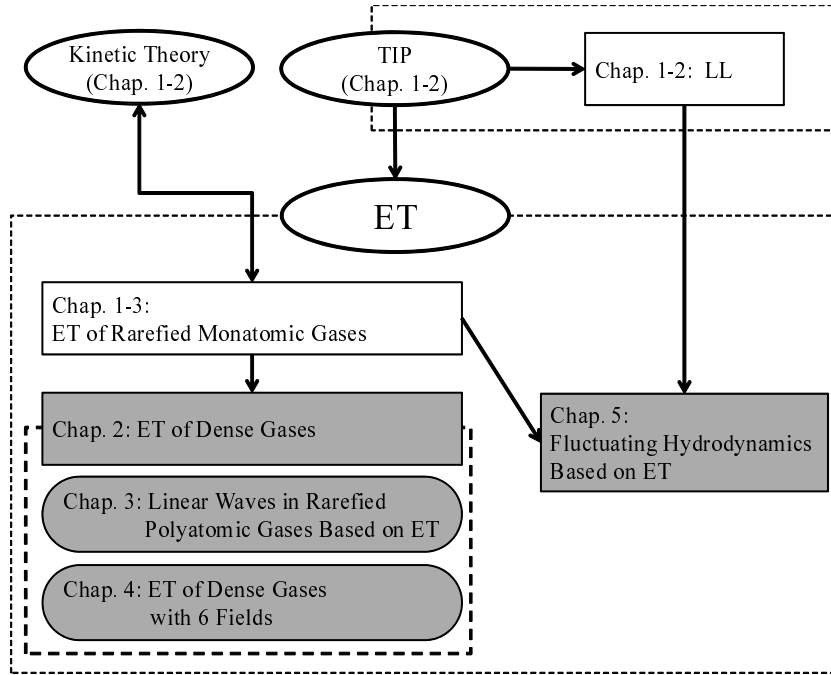 Kinetic Theory
(Chap. 1-2)
TIP
(Chap. 1-2)
Chap. 1-2: LL
ET
Chap. 1-3:
ET of Rarefied Monatomic Gases
Chap. 2: ET of Dense Gases
Chap. 3: Linear Waves in Rarefied
Polyatomic Gases Based on ET
Chap. 4: ET of Dense Gases
with 6 Fields
Chap. 5:
Fluctuating Hydrodynamics
Based on ET